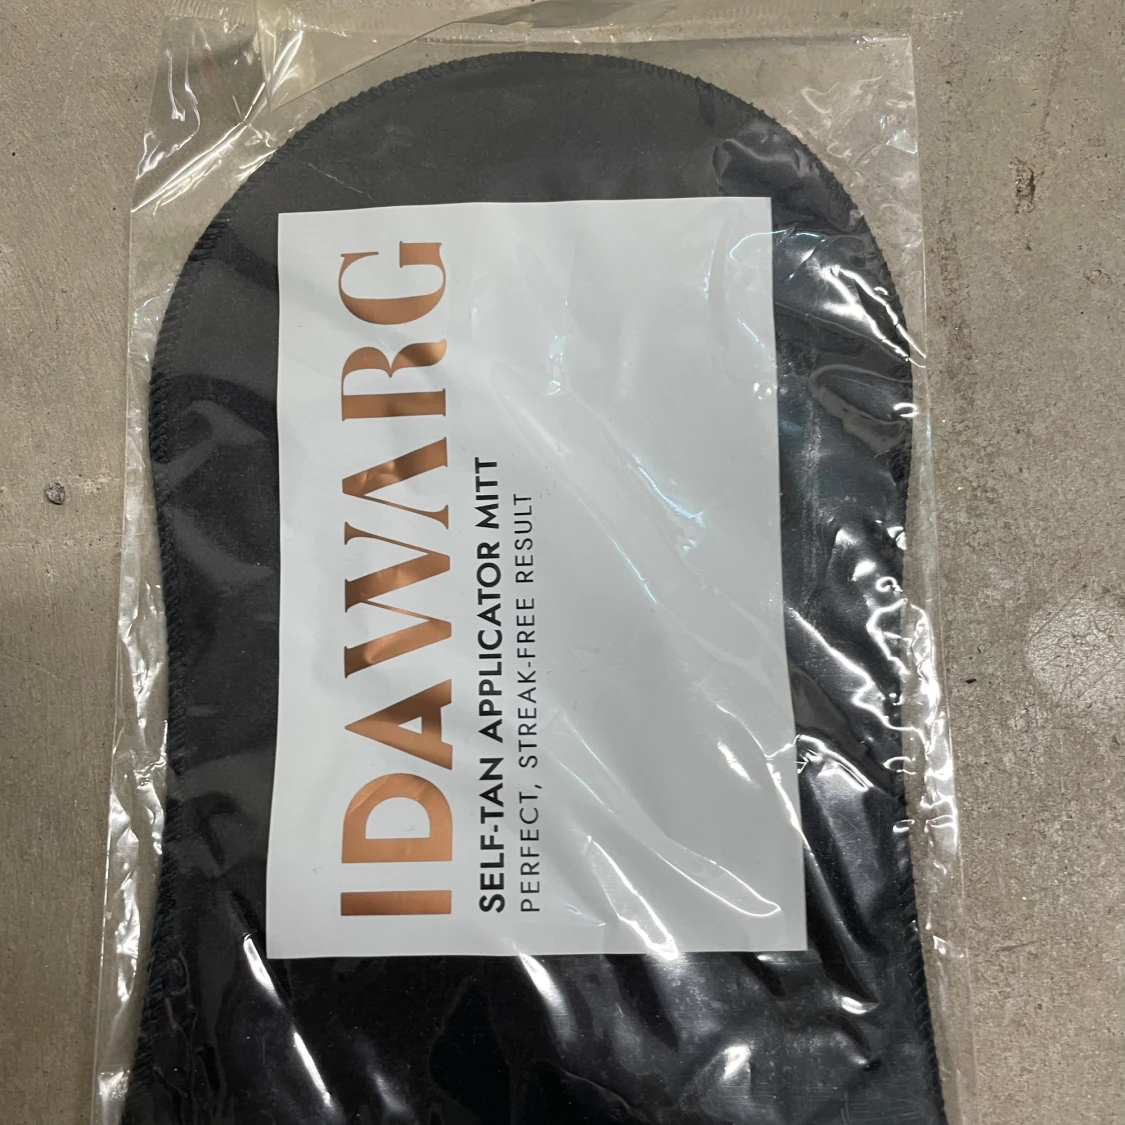 IDAWARG
SELF-TAN APPLICATOR MITT
PERFECT, STREAK-FREE RESULT